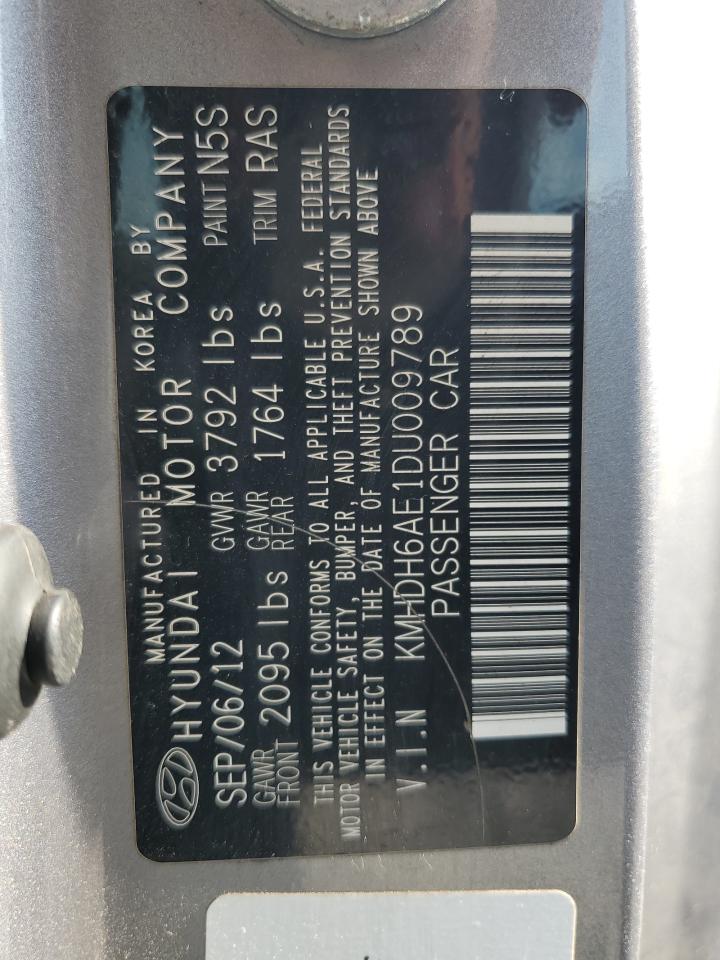 MANUFACTURED IN KOREA BY
HYUNDAI MOTOR COMPANY
SEP/06/12 GVWR 3792 lbs PAINT N5S
GAWR FRONT 2095 lbs GAWR REAR 1764 lbs TRIM RAS
THIS VEHICLE CONFORMS TO ALL APPLICABLE U.S.A. FEDERAL
MOTOR VEHICLE SAFETY, BUMPER, AND THEFT PREVENTION STANDARDS
IN EFFECT ON THE DATE OF MANUFACTURE SHOWN ABOVE
V.I.N KMHDH6AE1DU009789
PASSENGER CAR